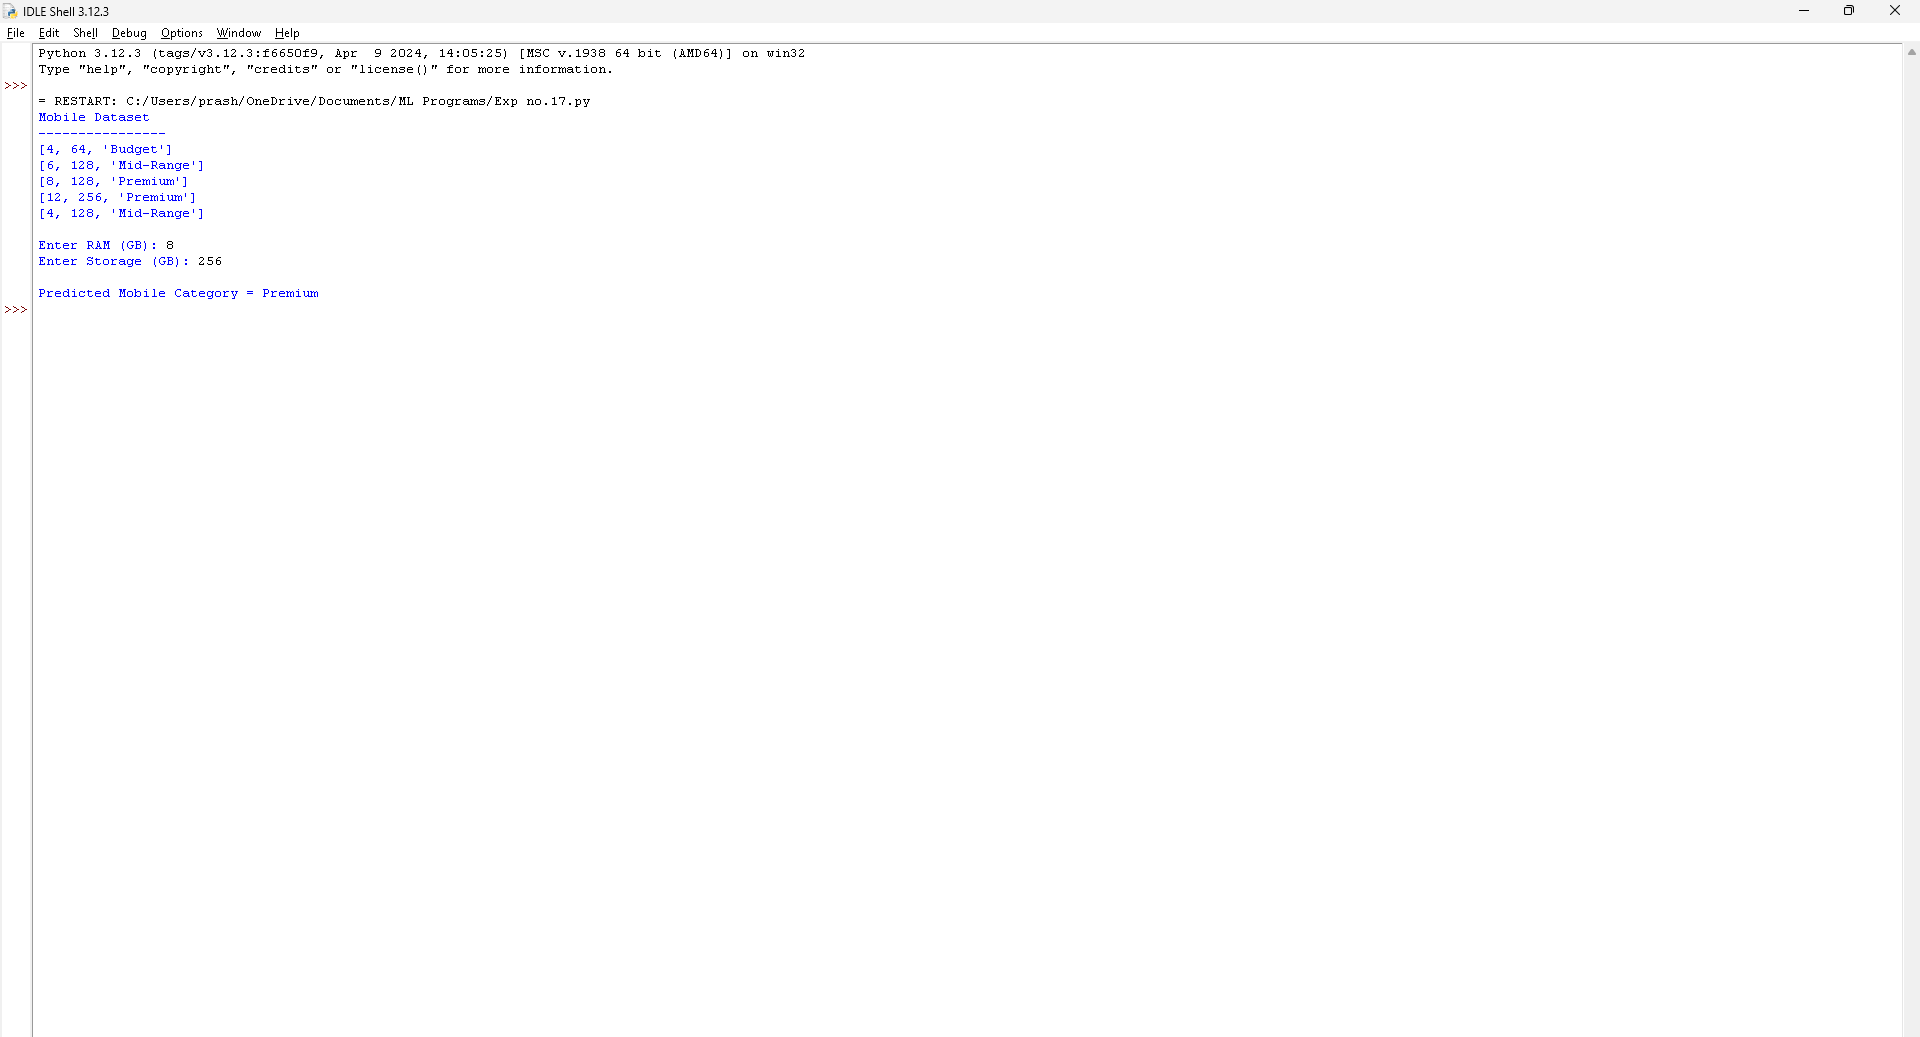 IDLE Shell 3.12.3
File Edit Shell Debug Options Window Help
Python 3.12.3 (tags/v3.12.3:f6650f9, Apr  9 2024, 14:05:25) [MSC v.1938 64 bit (AMD64)] on win32
Type "help", "copyright", "credits" or "license()" for more information.
>>>
= RESTART: C:/Users/prash/OneDrive/Documents/ML Programs/Exp no.17.py
Mobile Dataset
----------------
[4, 64, 'Budget']
[6, 128, 'Mid-Range']
[8, 128, 'Premium']
[12, 256, 'Premium']
[4, 128, 'Mid-Range']
Enter RAM (GB): 8
Enter Storage (GB): 256
Predicted Mobile Category = Premium
>>>